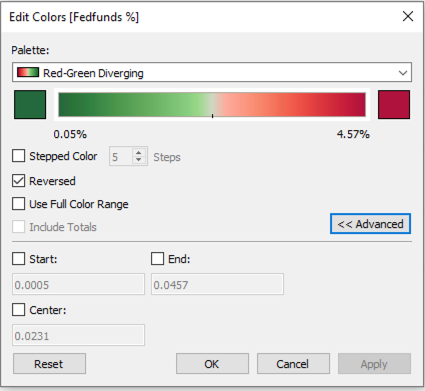 Edit Colors [Fedfunds %]
Palette:
Red-Green Diverging
0.05% 4.57%
Stepped Color 5 Steps
Reversed
Use Full Color Range
Include Totals
<< Advanced
Start: End:
0.0005 0.0457
Center:
0.0231
Reset OK Cancel Apply